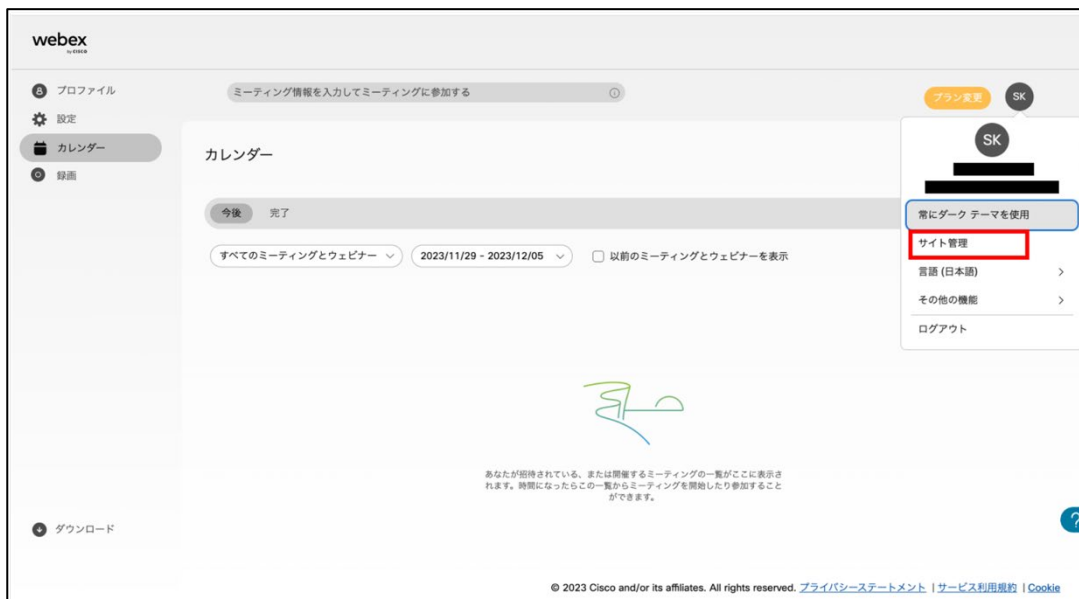 webex
by CISCO
プロファイル
設定
カレンダー
録画
ダウンロード
ミーティング情報を入力してミーティングに参加する
プラン変更
SK
カレンダー
今後 完了
すべてのミーティングとウェビナー 2023/11/29 - 2023/12/05 以前のミーティングとウェビナーを表示
SK
常にダーク テーマを使用
サイト管理
言語 (日本語)
その他の機能
ログアウト
あなたが招待されている、または開催するミーティングの一覧がここに表示さ
れます。時間になったらこの一覧からミーティングを開始したり参加すること
ができます。
?
© 2023 Cisco and/or its affiliates. All rights reserved. プライバシーステートメント | サービス利用規約 | Cookie